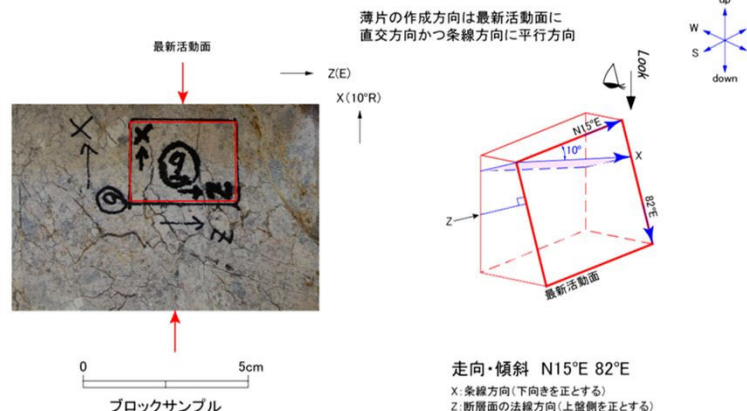 薄片の作成方向は最新活動面に
直交方向かつ条線方向に平行方向
up
W
S
down
最新活動面
Z(E)
X(10°R)
Look
X
X
9
Z
9
Z
N15°E
10°
X
82°E
Z
最新活動面
0 5cm
ブロックサンプル
走向・傾斜 N15°E 82°E
X:条線方向(下向きを正とする)
Z:断層面の法線方向(上盤側を正とする)